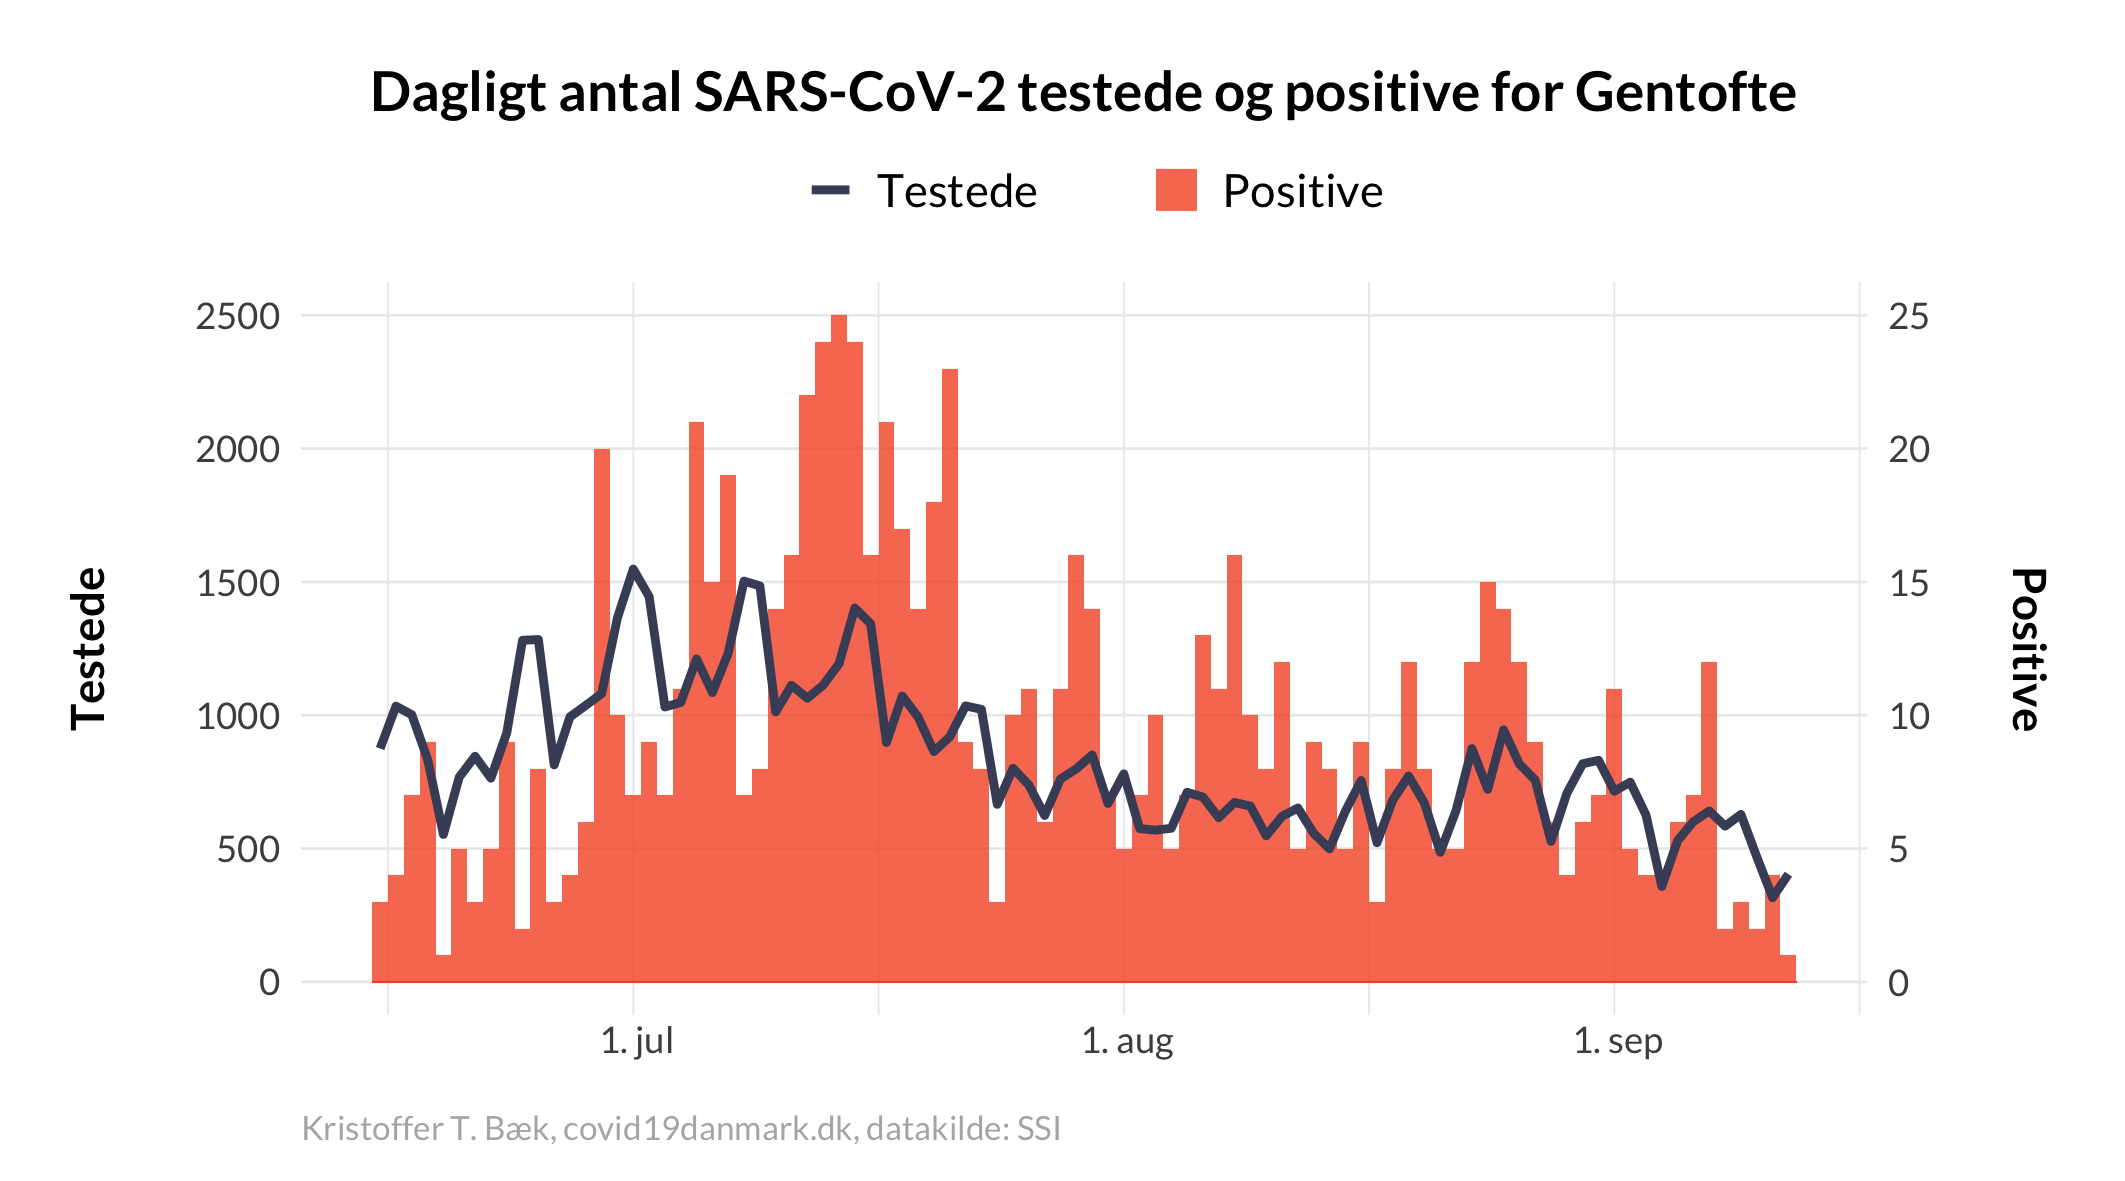 Dagligt antal SARS-CoV-2 testede og positive for Gentofte
Testede
Positive
2500
2000
1500
1000
500
0
Testede
25
20
15
10
5
0
Positive
1. jul
1. aug
1. sep
Kristoffer T. Bæk, covid19danmark.dk, datakilde: SSI